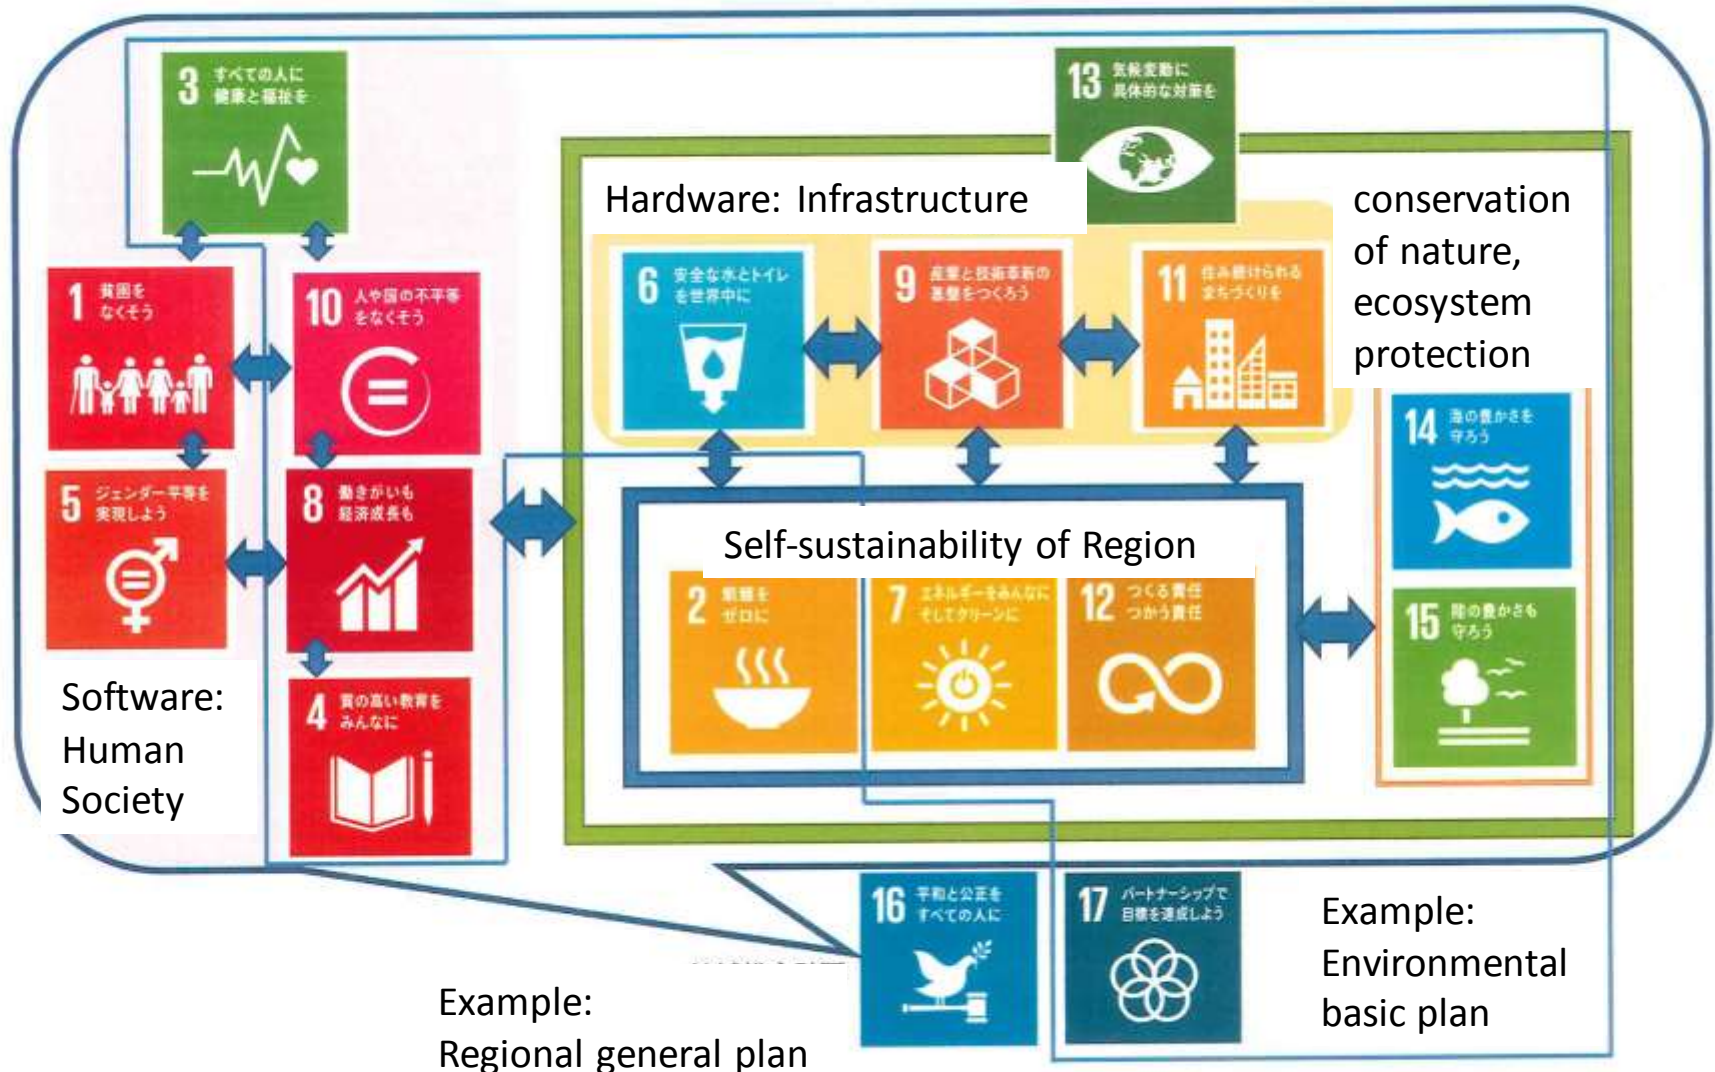 3 すべての人に
健康と福祉を
13 気候変動に
具体的な対策を
Hardware: Infrastructure
conservation
of nature,
ecosystem
protection
1 貧困を
なくそう
10 人や国の不平等
をなくそう
6 安全な水とトイレ
を世界中に
9 産業と技術革新の
基盤をつくろう
11 住み続けられる
まちづくりを
5 ジェンダー平等を
実現しよう
8 働きがいも
経済成長も
14 海の豊かさを
守ろう
Self-sustainability of Region
2 飢餓を
ゼロに
7 エネルギーをみんなに
そしてクリーンに
12 つくる責任
つかう責任
15 陸の豊かさも
守ろう
Software:
Human
Society
4 質の高い教育を
みんなに
16 平和と公正を
すべての人に
17 パートナーシップで
目標を達成しよう
Example:
Environmental
basic plan
Example:
Regional general plan